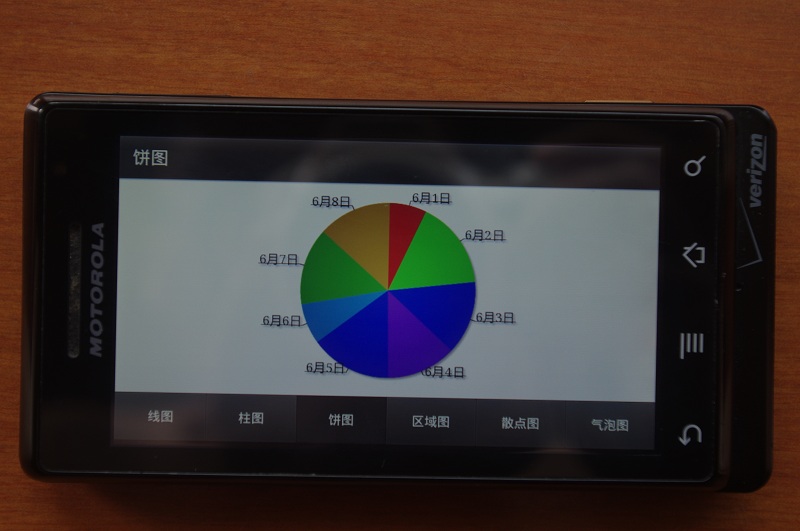 饼图
6月8日
6月1日
6月2日
6月7日
6月3日
6月6日
6月5日
6月4日
线图 柱图 饼图 区域图 散点图 气泡图
MOTOROLA
verizon